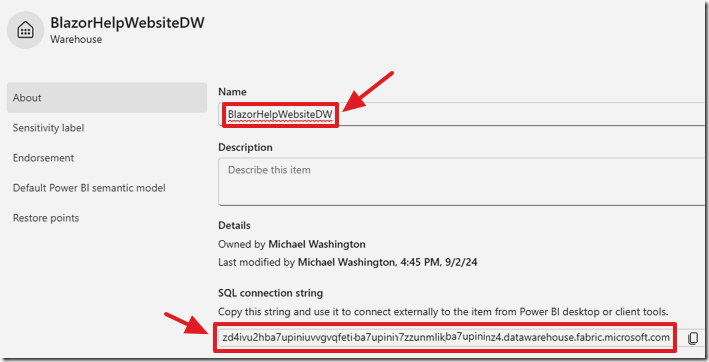 BlazorHelpWebsiteDW
Warehouse
About
Sensitivity label
Endorsement
Default Power BI semantic model
Restore points
Name
BlazorHelpWebsiteDW
Description
Describe this item
Details
Owned by Michael Washington
Last modified by Michael Washington, 4:45 PM, 9/2/24
SQL connection string
Copy this string and use it to connect externally to the item from Power BI desktop or client tools.
.datawarehouse.fabric.microsoft.com